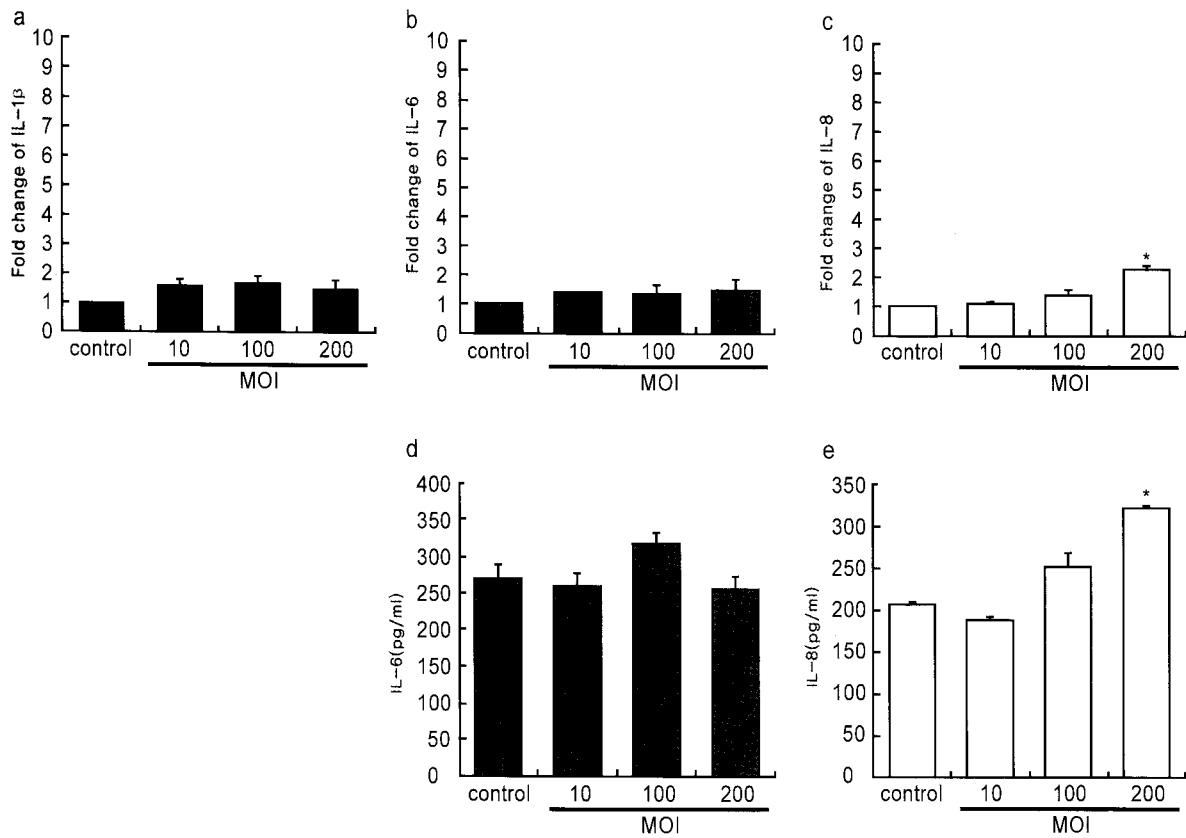 a
Fold change of IL-1β
10
9
8
7
6
5
4
3
2
1
0
control 10 100 200
MOI
b
Fold change of IL-6
10
9
8
7
6
5
4
3
2
1
0
control 10 100 200
MOI
c
Fold change of IL-8
10
9
8
7
6
5
4
3
2
1
0
*
control 10 100 200
MOI
d
IL-6(pg/ml)
400
350
300
250
200
150
100
50
0
control 10 100 200
MOI
e
IL-8(pg/ml)
350
300
250
200
150
100
50
0
*
control 10 100 200
MOI